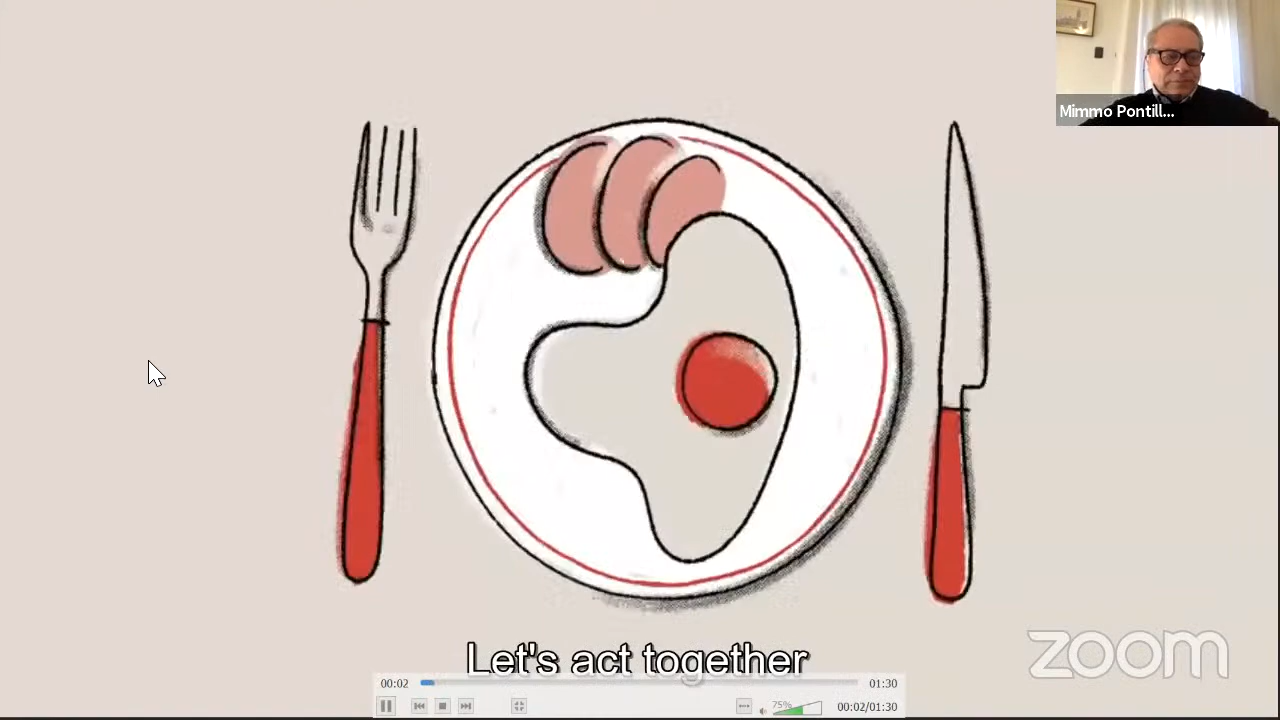 Mimmo Pontill...
Let's act together
zoom
00:02
01:30
75%
00:02/01:30